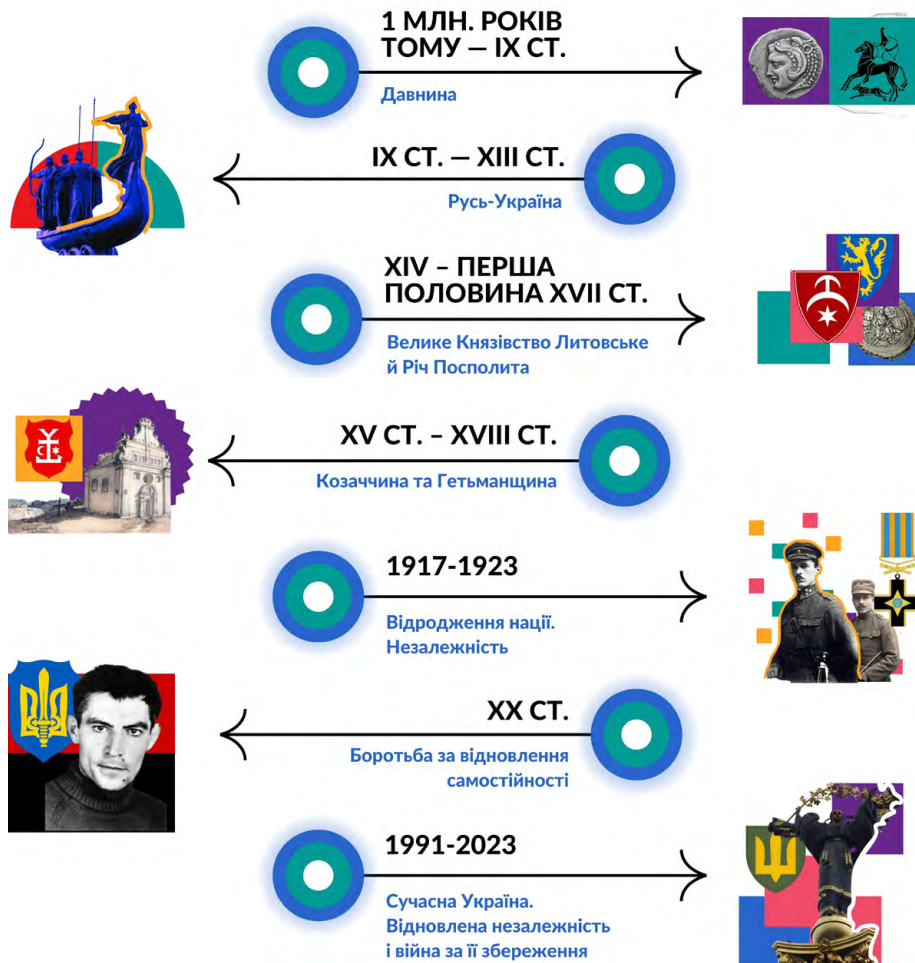 1 МЛН. РОКІВ
ТОМУ — IX СТ.
Давнина
IX СТ. — XIII СТ.
Русь-Україна
XIV – ПЕРША
ПОЛОВИНА XVII СТ.
Велике Князівство Литовське
й Річ Посполита
XV СТ. – XVIII СТ.
Козаччина та Гетьманщина
1917-1923
Відродження нації.
Незалежність
XX СТ.
Боротьба за відновлення
самостійності
1991-2023
Сучасна Україна.
Відновлена незалежність
і війна за її збереження